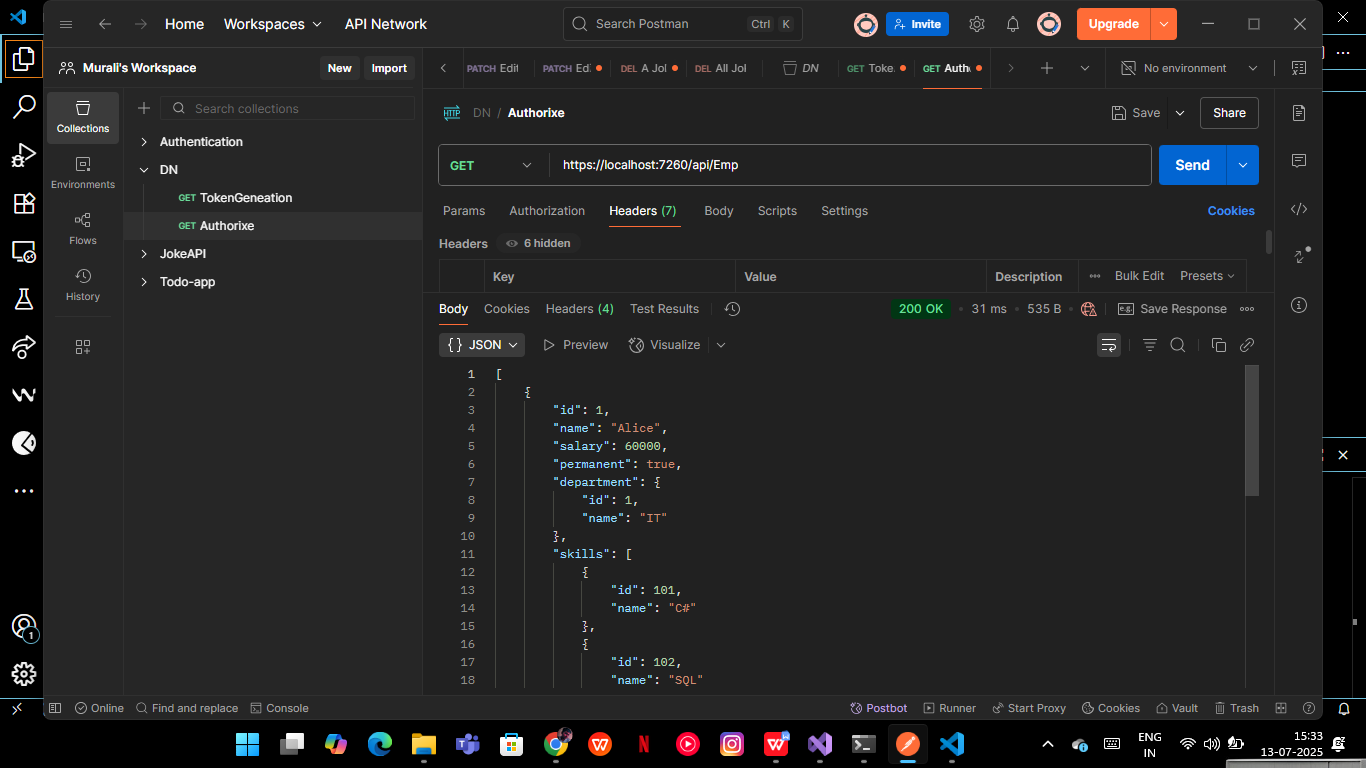 Home Workspaces API Network Search Postman Ctrl K Invite Upgrade
Murali's Workspace New Import PATCH Edit PATCH Ed DEL A Jol DEL All Jol DN GET Toke. GET Auth No environment
Collections
Environments
Flows
History
Search collections
Authentication
DN
GET TokenGeneation
GET Authorixe
JokeAPI
Todo-app
HTTP DN / Authorixe Save Share
GET https://localhost:7260/api/Emp Send
Params Authorization Headers (7) Body Scripts Settings Cookies
Headers 6 hidden
Key Value Description Bulk Edit Presets
Body Cookies Headers (4) Test Results 200 OK 31 ms 535 B Save Response
{} JSON Preview Visualize
1 [
2 {
3 "id": 1,
4 "name": "Alice",
5 "salary": 60000,
6 "permanent": true,
7 "department": {
8 "id": 1,
9 "name": "IT"
10 },
11 "skills": [
12 {
13 "id": 101,
14 "name": "C#"
15 },
16 {
17 "id": 102,
18 "name": "SQL"
Online Find and replace Console Postbot Runner Start Proxy Cookies Vault Trash
1
ENG
IN
15:33
13-07-2025